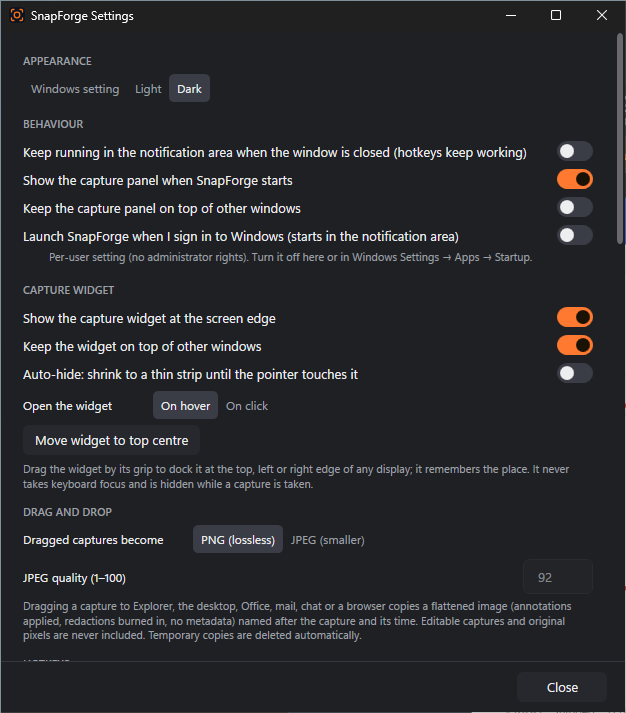 SnapForge Settings
APPEARANCE
Windows setting Light Dark
BEHAVIOUR
Keep running in the notification area when the window is closed (hotkeys keep working)
Show the capture panel when SnapForge starts
Keep the capture panel on top of other windows
Launch SnapForge when I sign in to Windows (starts in the notification area)
Per-user setting (no administrator rights). Turn it off here or in Windows Settings → Apps → Startup.
CAPTURE WIDGET
Show the capture widget at the screen edge
Keep the widget on top of other windows
Auto-hide: shrink to a thin strip until the pointer touches it
Open the widget On hover On click
Move widget to top centre
Drag the widget by its grip to dock it at the top, left or right edge of any display; it remembers the place. It never
takes keyboard focus and is hidden while a capture is taken.
DRAG AND DROP
Dragged captures become PNG (lossless) JPEG (smaller)
JPEG quality (1–100) 92
Dragging a capture to Explorer, the desktop, Office, mail, chat or a browser copies a flattened image (annotations
applied, redactions burned in, no metadata) named after the capture and its time. Editable captures and original
pixels are never included. Temporary copies are deleted automatically.
Close